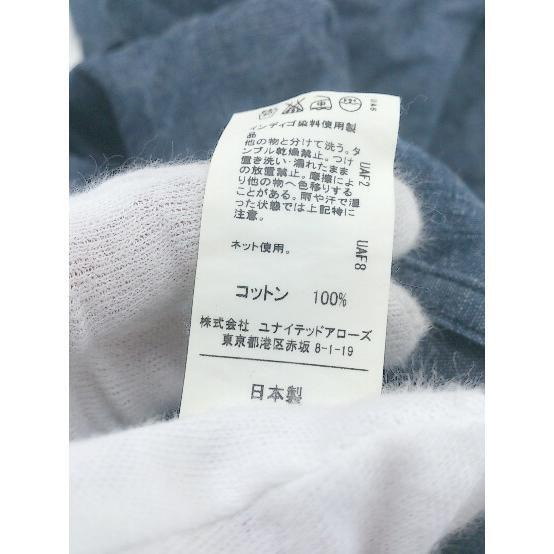 インディゴ染料使用製
品
他の物と分けて洗う。タ
ンブル乾燥禁止。つけ
置き洗い・濡れたまま
の放置禁止。摩擦によ
り他の物へ色移りする
ことがある。雨や汗で湿
った状態では上記特に
注意。
ネット使用。
UAF2
UAF8
コットン 100%
株式会社 ユナイテッドアローズ
東京都港区赤坂 8-1-19
日本製